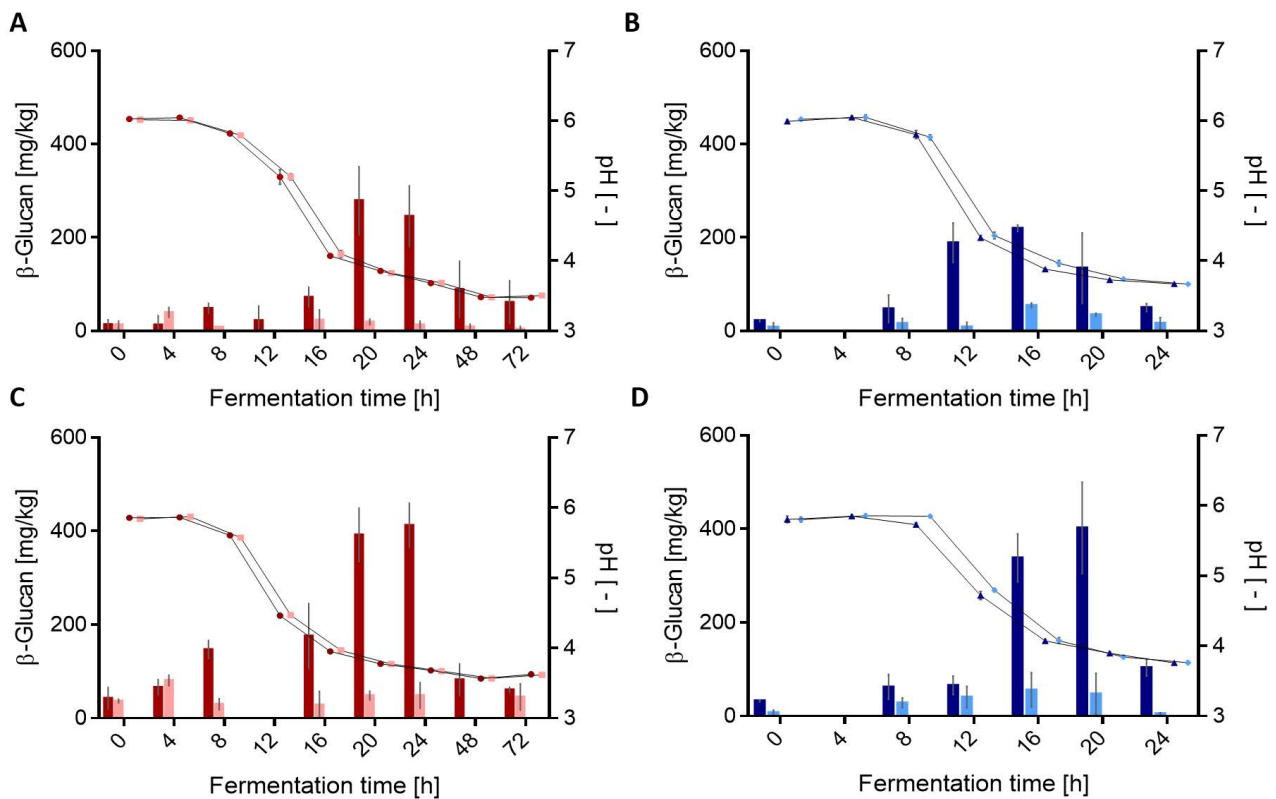 A
600
400
200
0
β-Glucan [mg/kg]
7
6
5
4
3
pH [ - ]
0 4 8 12 16 20 24 48 72
Fermentation time [h]
B
600
400
200
0
β-Glucan [mg/kg]
7
6
5
4
3
pH [ - ]
0 4 8 12 16 20 24
Fermentation time [h]
C
600
400
200
0
β-Glucan [mg/kg]
7
6
5
4
3
pH [ - ]
0 4 8 12 16 20 24 48 72
Fermentation time [h]
D
600
400
200
0
β-Glucan [mg/kg]
7
6
5
4
3
pH [ - ]
0 4 8 12 16 20 24
Fermentation time [h]